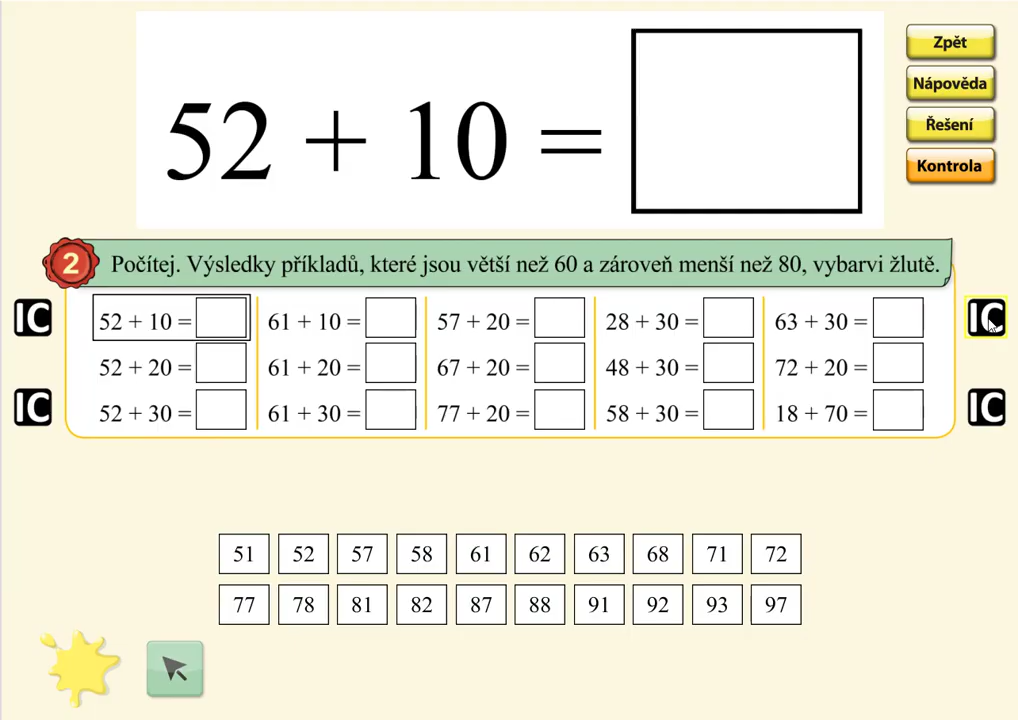 52 + 10 =
Zpět
Nápověda
Řešení
Kontrola
2 Počítej. Výsledky příkladů, které jsou větší než 60 a zároveň menší než 80, vybarvi žlutě.
IC 52 + 10 = 61 + 10 = 57 + 20 = 28 + 30 = 63 + 30 = IC
52 + 20 = 61 + 20 = 67 + 20 = 48 + 30 = 72 + 20 =
IC 52 + 30 = 61 + 30 = 77 + 20 = 58 + 30 = 18 + 70 = IC
51 52 57 58 61 62 63 68 71 72
77 78 81 82 87 88 91 92 93 97